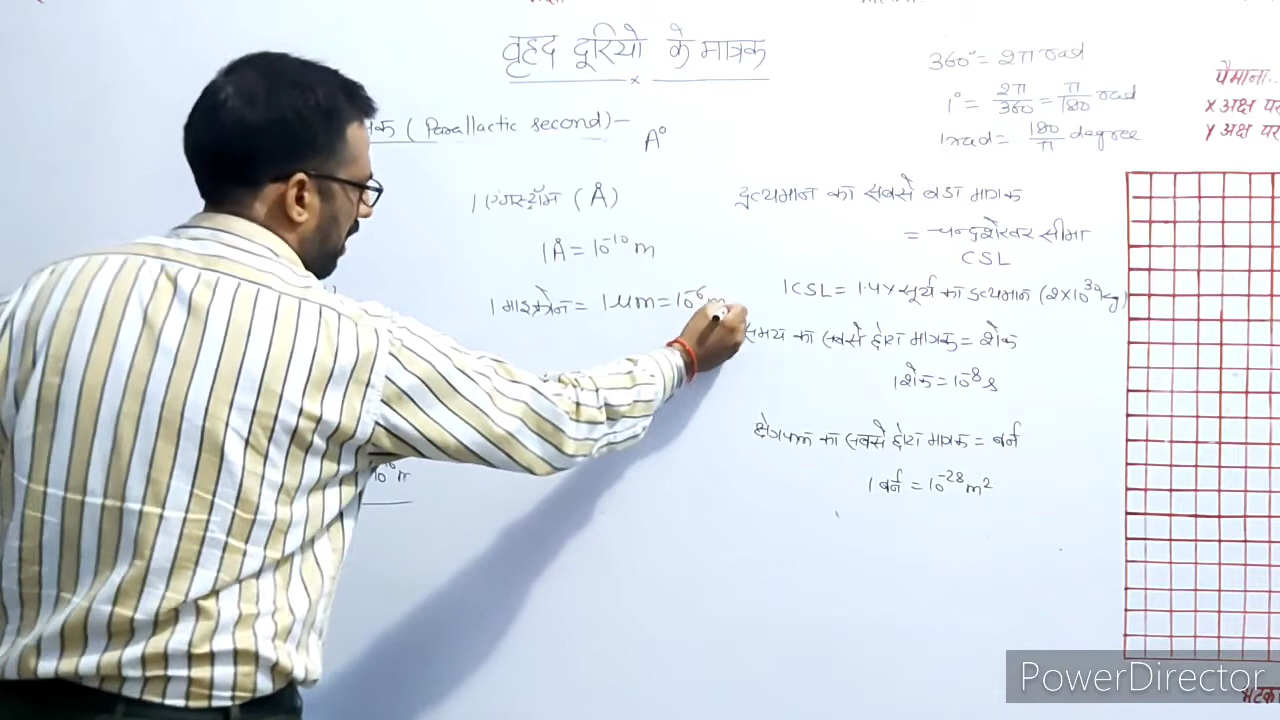 वृहद दूरियो के मात्रक
x
क ( Parallactic second)-
A°
1 एंगस्ट्रॉम (Å)
1Å = 10⁻¹⁰ m
1 माइक्रोन = 1μm = 10⁻⁶ m
10 m
360° = 2π rad
1° = 2π/360 = π/180 rad
1 rad = 180/π degree
द्रव्यमान का सबसे बडा मात्रक
= चन्द्रशेखर सीमा
CSL
1 CSL = 1.4 x सूर्य का द्रव्यमान (2×10³⁰ kg)
समय का सबसे छोटा मात्रक = शेक
1 शेक = 10⁻⁸ s
क्षेत्रफल का सबसे छोटा मात्रक = बर्न
1 बर्न = 10⁻²⁸ m²
पैमाना..
X अक्ष पर
Y अक्ष पर
PowerDirector